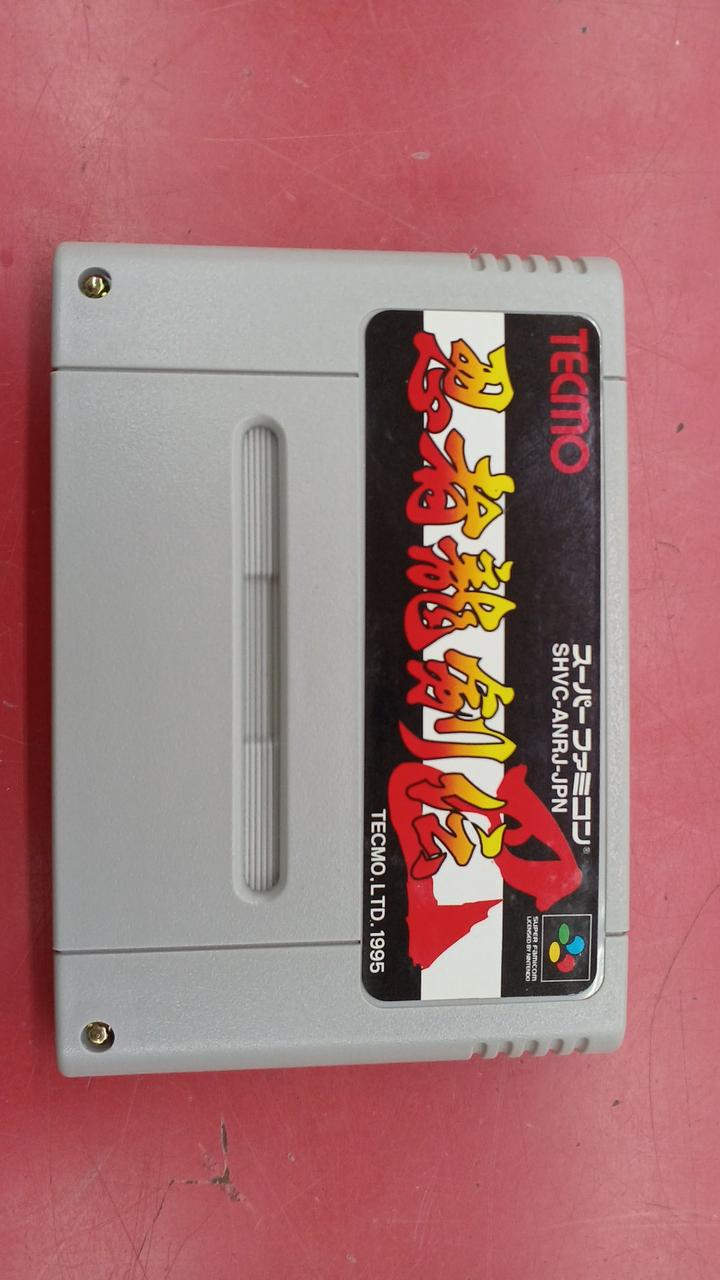 TECMO
スーパーファミコン®
SHVC-ANRJ-JPN
SUPER FAMICOM
LICENSED BY NINTENDO
忍者龍剣伝
巴
TECMO,LTD. 1995